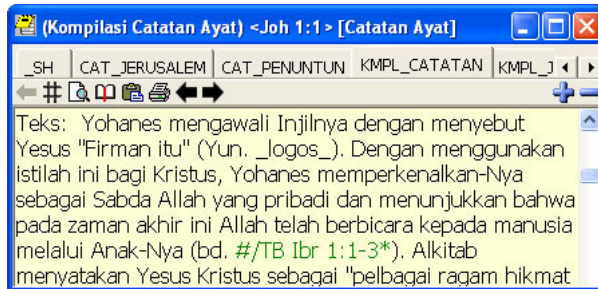 (Kompilasi Catatan Ayat) <Joh 1:1> [Catatan Ayat]
_SH CAT_JERUSALEM CAT_PENUNTUN KMPL_CATATAN KMPL_J
Teks: Yohanes mengawali Injilnya dengan menyebut
Yesus "Firman itu" (Yun. _logos_). Dengan menggunakan
istilah ini bagi Kristus, Yohanes memperkenalkan-Nya
sebagai Sabda Allah yang pribadi dan menunjukkan bahwa
pada zaman akhir ini Allah telah berbicara kepada manusia
melalui Anak-Nya (bd. #/TB Ibr 1:1-3*). Alkitab
menyatakan Yesus Kristus sebagai "pelbagai ragam hikmat